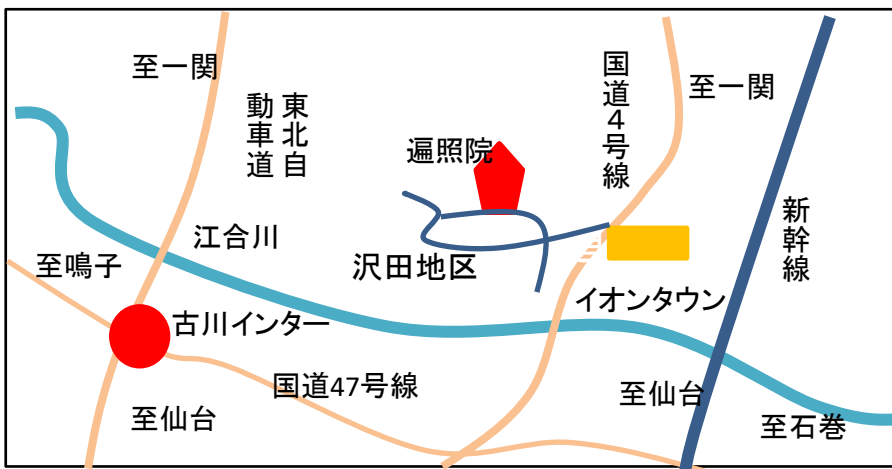 至一関
東北自
動車道
遍照院
国道４号線
至一関
新幹線
江合川
至鳴子
沢田地区
古川インター
イオンタウン
国道47号線
至仙台
至仙台
至石巻